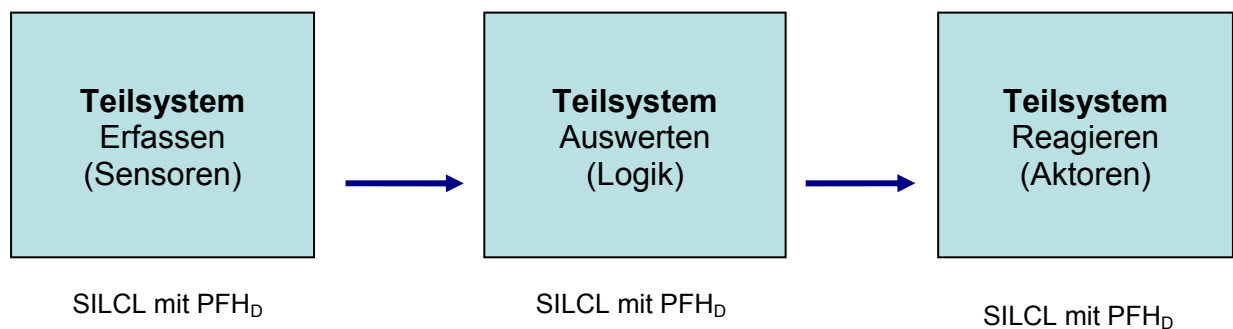 Teilsystem
Erfassen
(Sensoren)
Teilsystem
Auswerten
(Logik)
Teilsystem
Reagieren
(Aktoren)
SILCL mit PFHD
SILCL mit PFHD
SILCL mit PFHD